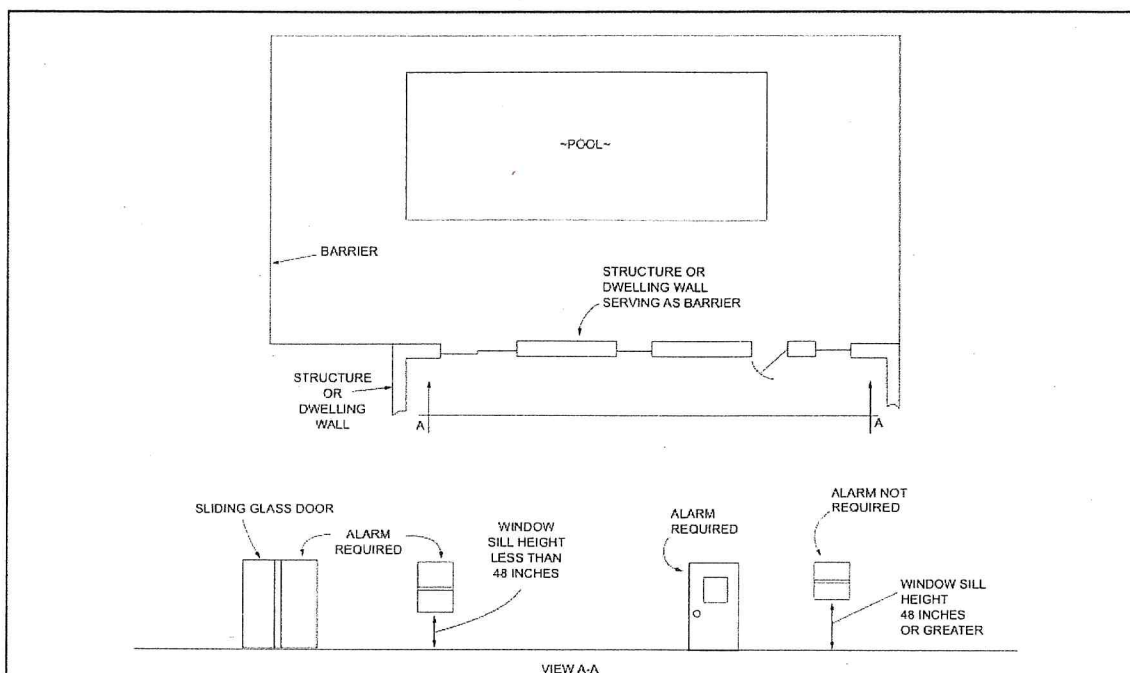 ~POOL~
BARRIER
STRUCTURE OR
DWELLING WALL
SERVING AS BARRIER
STRUCTURE
OR
DWELLING
WALL
A
A
SLIDING GLASS DOOR
ALARM
REQUIRED
WINDOW
SILL HEIGHT
LESS THAN
48 INCHES
ALARM
REQUIRED
ALARM NOT
REQUIRED
WINDOW SILL
HEIGHT
48 INCHES
OR GREATER
VIEW A-A